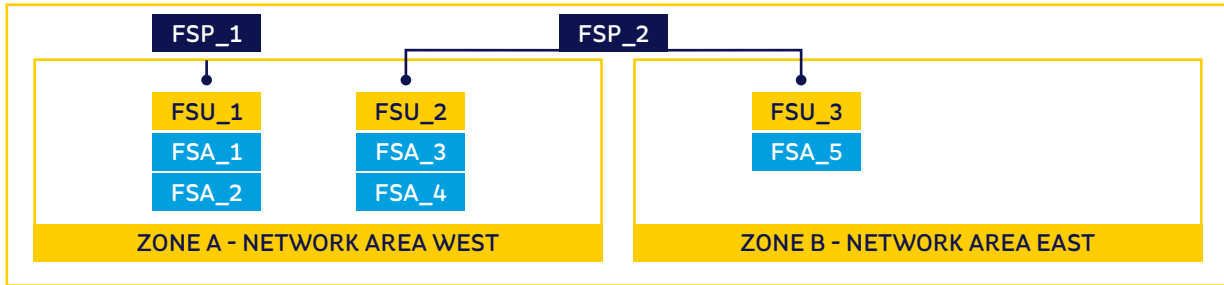 FSP_1
FSP_2
FSU_1
FSA_1
FSA_2
FSU_2
FSA_3
FSA_4
FSU_3
FSA_5
ZONE A - NETWORK AREA WEST
ZONE B - NETWORK AREA EAST